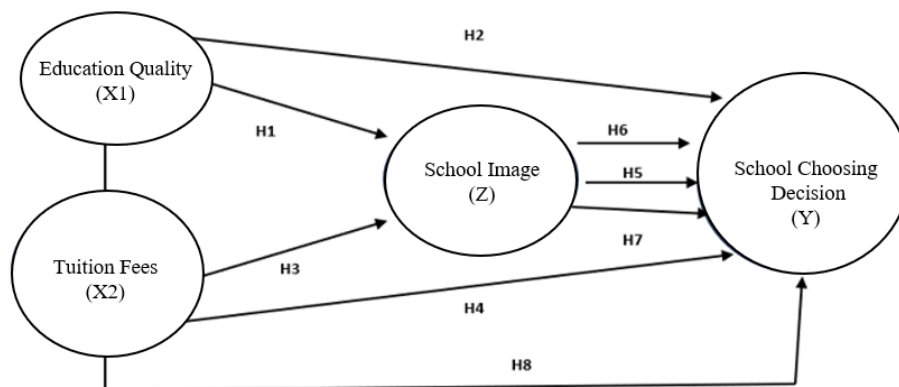 H2
Education Quality
(X1)
H1
H6
School Image
(Z)
H5
School Choosing
Decision
(Y)
H7
Tuition Fees
(X2)
H3
H4
H8